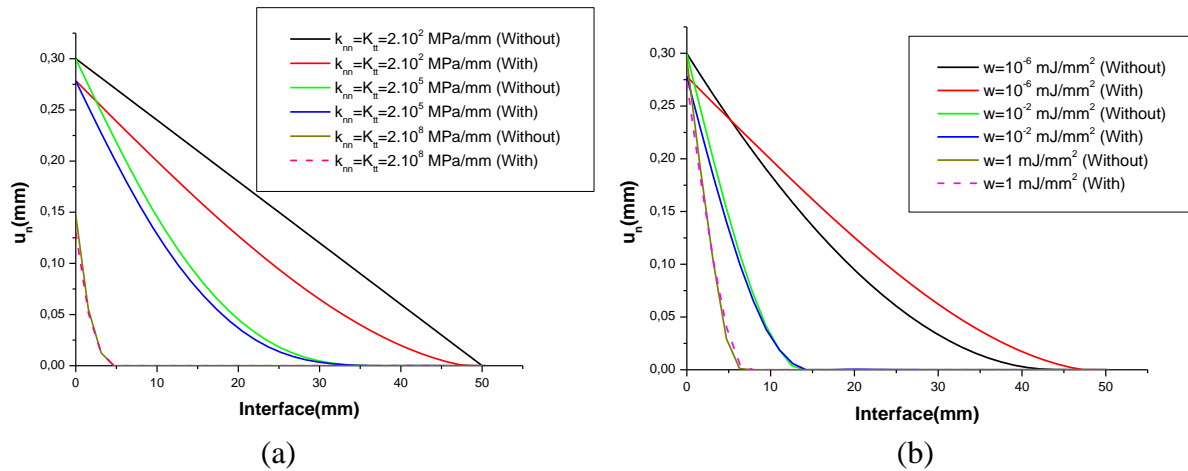 k_nn=K_tt=2.10^2 MPa/mm (Without)
k_nn=K_tt=2.10^2 MPa/mm (With)
k_nn=K_tt=2.10^5 MPa/mm (Without)
k_nn=K_tt=2.10^5 MPa/mm (With)
k_nn=K_tt=2.10^8 MPa/mm (Without)
k_nn=K_tt=2.10^8 MPa/mm (With)
0,30
0,25
0,20
0,15
0,10
0,05
0,00
u_n(mm)
0 10 20 30 40 50
Interface(mm)
(a)
w=10^-6 mJ/mm^2 (Without)
w=10^-6 mJ/mm^2 (With)
w=10^-2 mJ/mm^2 (Without)
w=10^-2 mJ/mm^2 (With)
w=1 mJ/mm^2 (Without)
w=1 mJ/mm^2 (With)
0,30
0,25
0,20
0,15
0,10
0,05
0,00
u_n(mm)
0 10 20 30 40 50
Interface(mm)
(b)